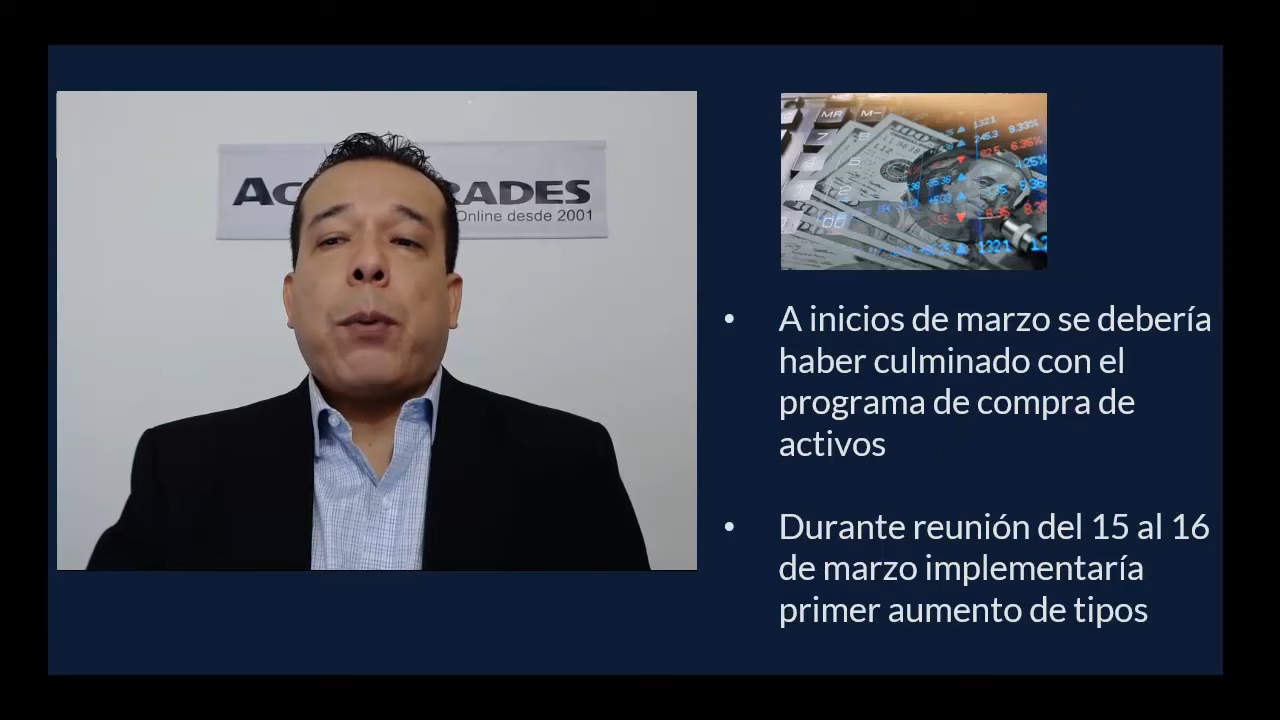 RADES
Online desde 2001
A inicios de marzo se debería
haber culminado con el
programa de compra de
activos
Durante reunión del 15 al 16
de marzo implementaría
primer aumento de tipos